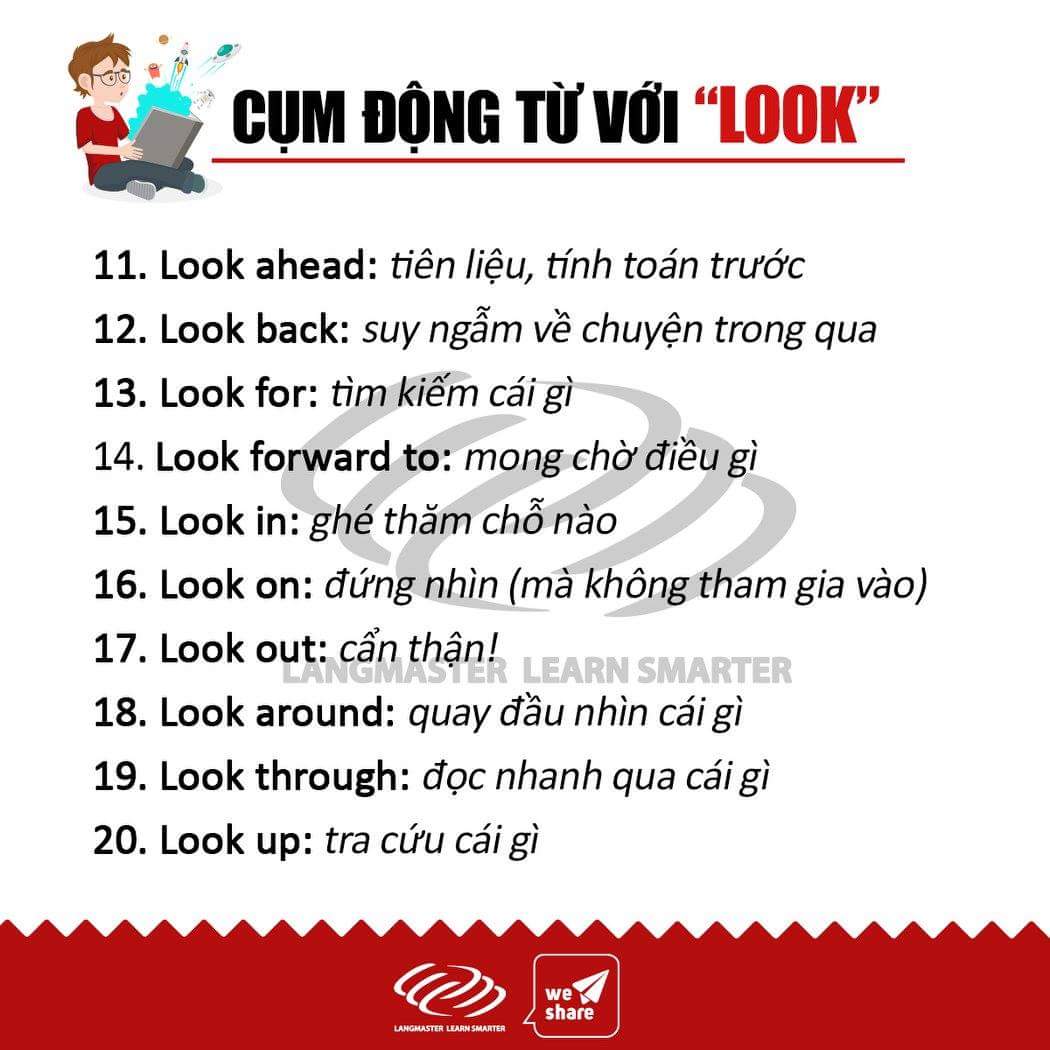 CỤM ĐỘNG TỪ VỚI “LOOK”
11. Look ahead: tiên liệu, tính toán trước
12. Look back: suy ngẫm về chuyện trong qua
13. Look for: tìm kiếm cái gì
14. Look forward to: mong chờ điều gì
15. Look in: ghé thăm chỗ nào
16. Look on: đứng nhìn (mà không tham gia vào)
17. Look out: cẩn thận!
LANGMASTER LEARN SMARTER
18. Look around: quay đầu nhìn cái gì
19. Look through: đọc nhanh qua cái gì
20. Look up: tra cứu cái gì
LANGMASTER LEARN SMARTER
we
share